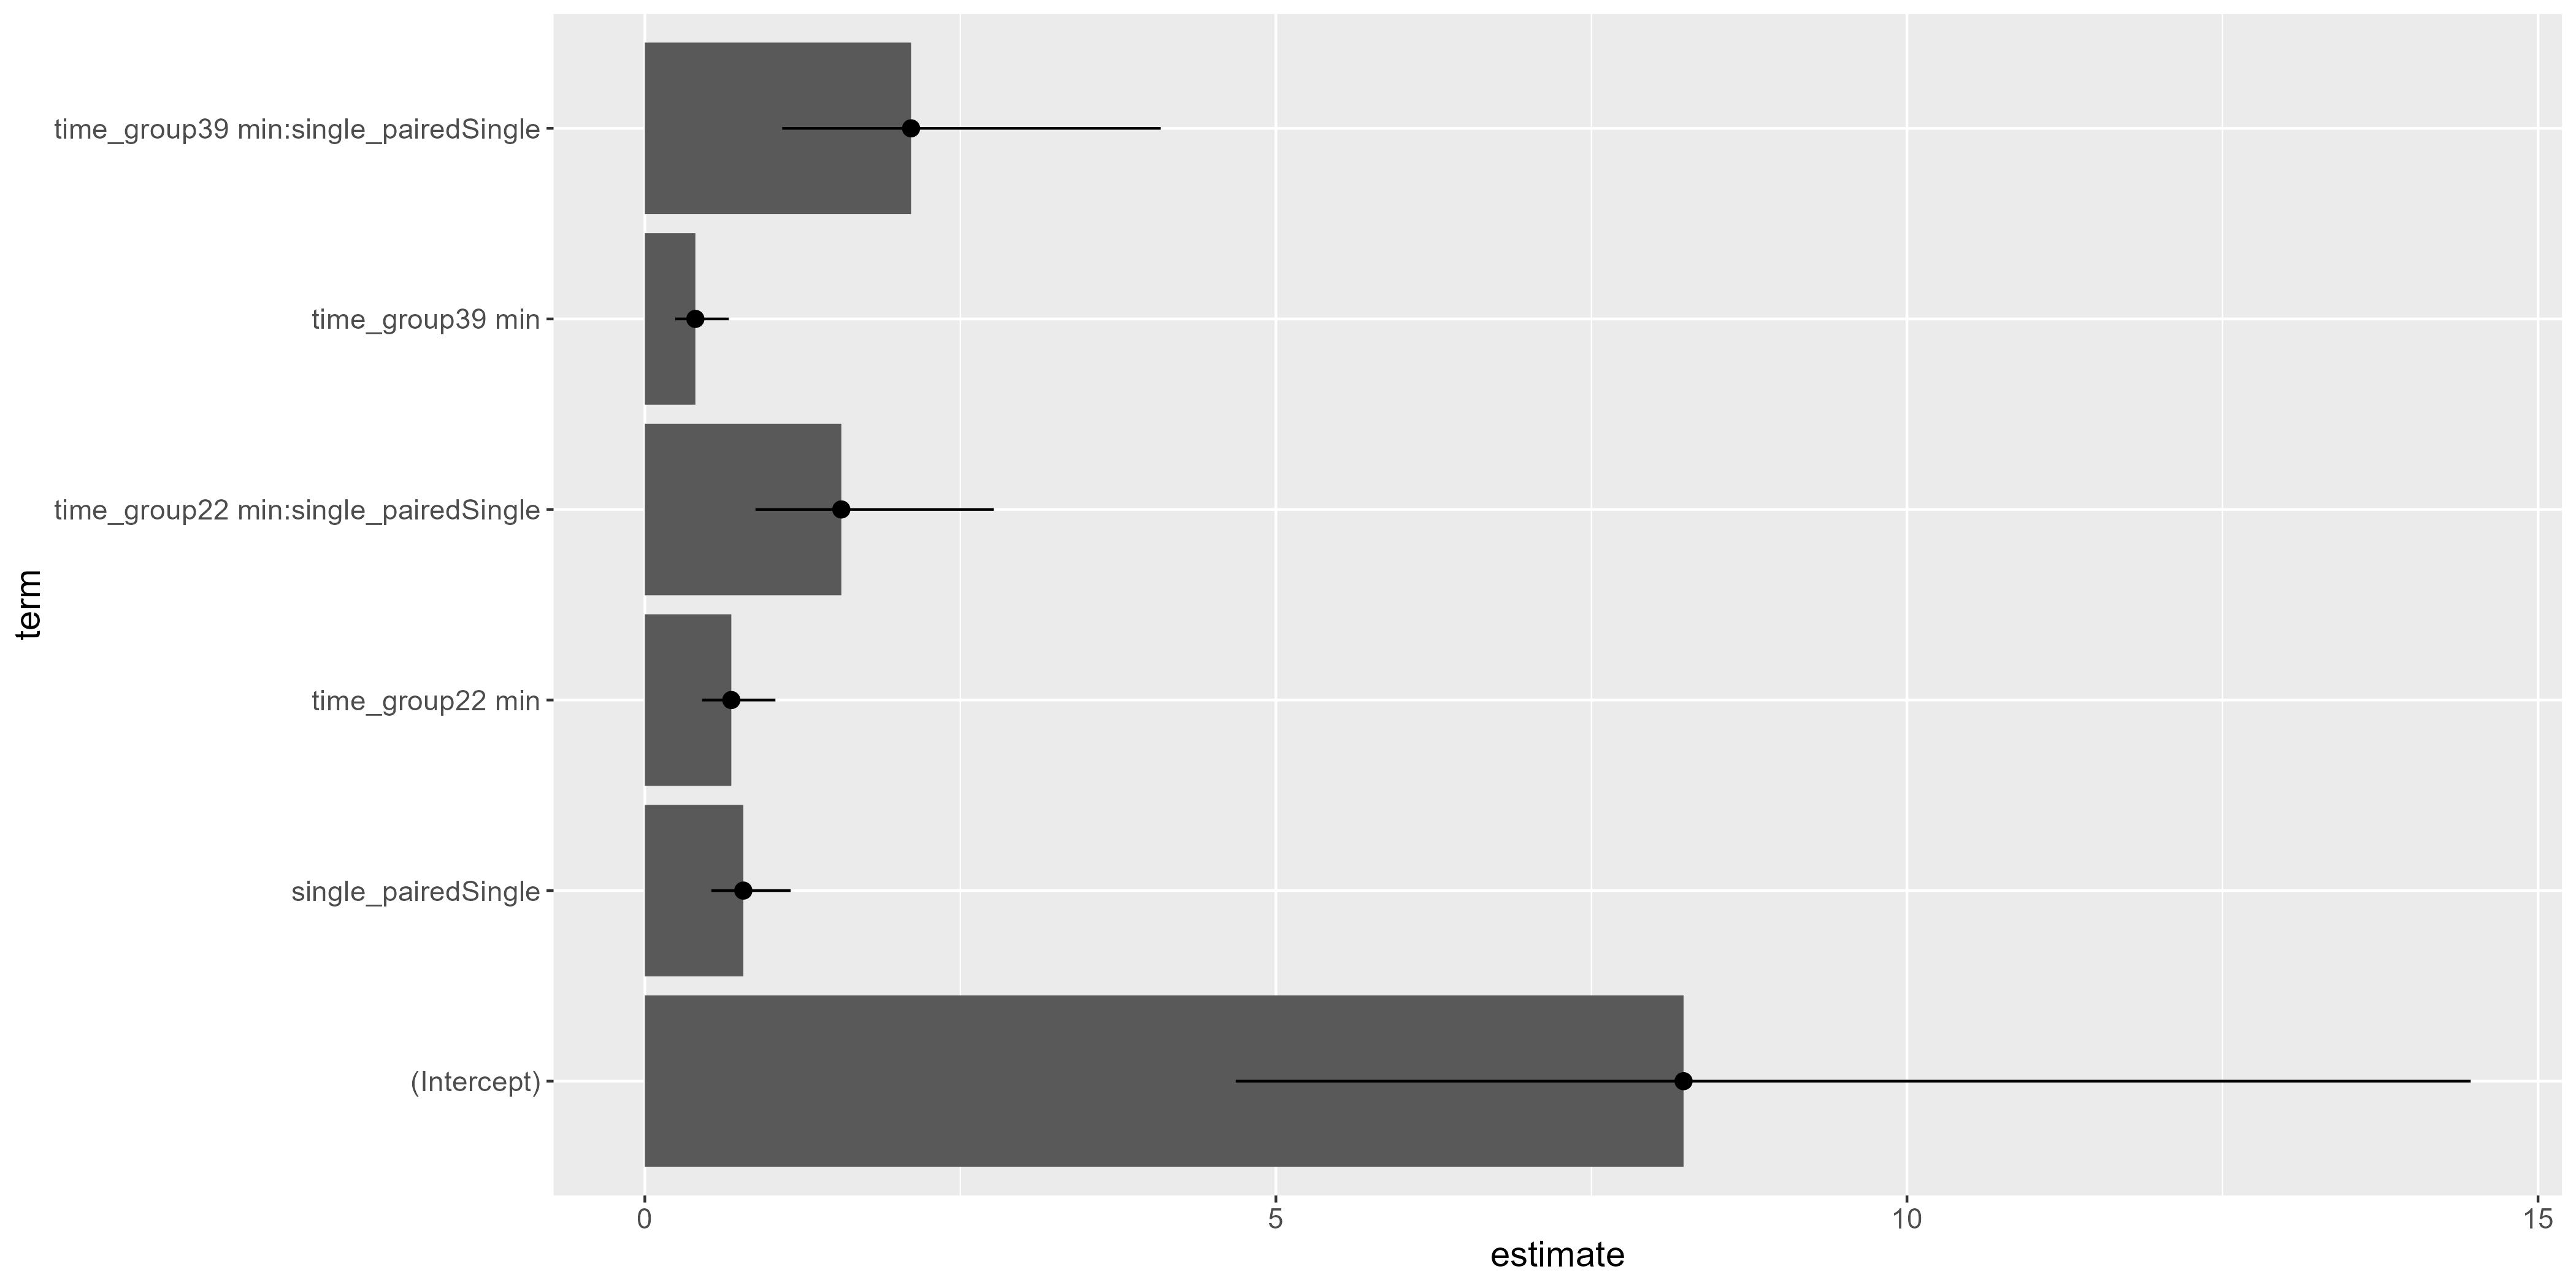 term
time_group39 min:single_pairedSingle
time_group39 min
time_group22 min:single_pairedSingle
time_group22 min
single_pairedSingle
(Intercept)
0 5 10 15
estimate